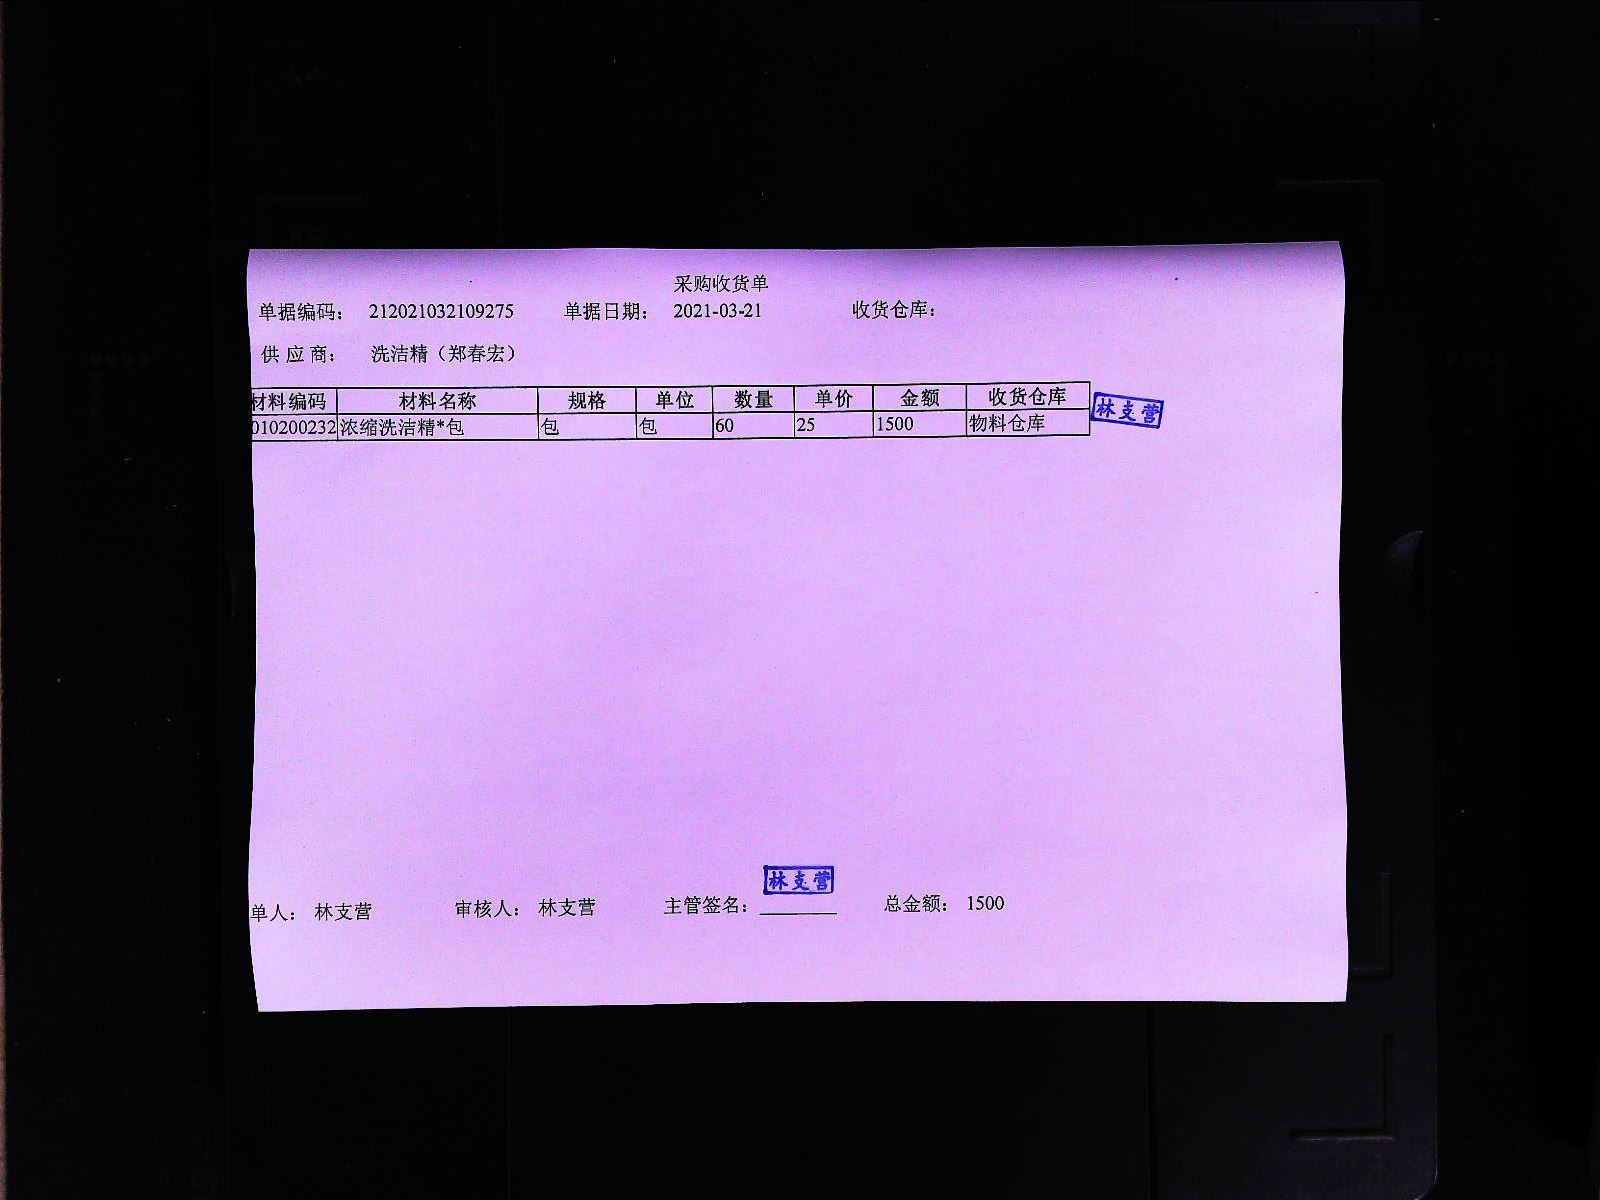 采购收货单
单据编码： 212021032109275 单据日期： 2021-03-21 收货仓库：
供 应 商： 洗洁精（郑春宏）
材料编码 材料名称 规格 单位 数量 单价 金额 收货仓库
010200232 浓缩洗洁精*包 包 包 60 25 1500 物料仓库
林支营
林支营
单人： 林支营 审核人： 林支营 主管签名： 总金额： 1500